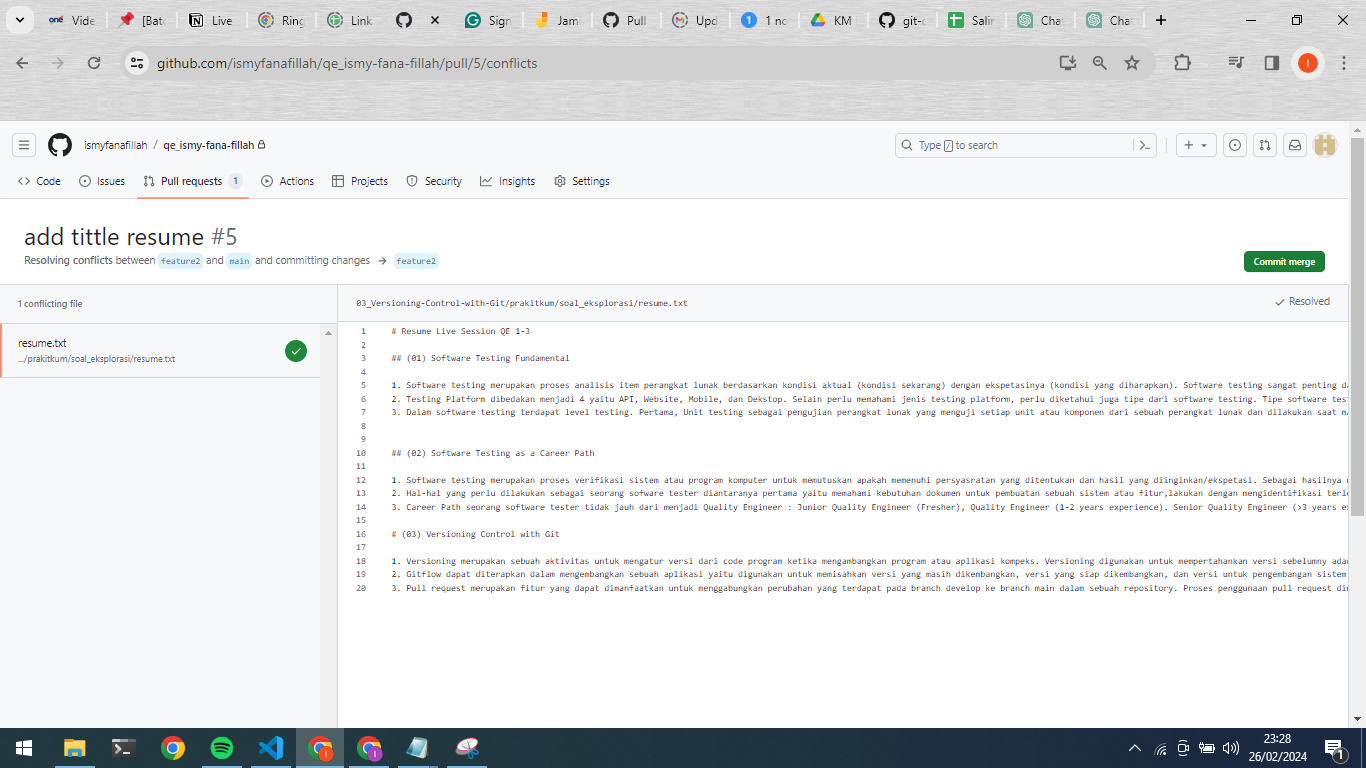 Vide
[Bat
Live
Ring
Link
Sign
Jam
Pull
Upd
1 no
KM
git-
Salin
Cha
Cha
github.com/ismyfanafillah/qe_ismy-fana-fillah/pull/5/conflicts
I
ismyfanafillah / qe_ismy-fana-fillah
Type / to search
Code
Issues
Pull requests 1
Actions
Projects
Security
Insights
Settings
add tittle resume #5
Resolving conflicts between feature2 and main and committing changes → feature2
Commit merge
1 conflicting file
resume.txt
.../prakitkum/soal_eksplorasi/resume.txt
03_Versioning-Control-with-Git/prakitkum/soal_eksplorasi/resume.txt
Resolved
1 # Resume Live Session QE 1-3
2
3 ## (01) Software Testing Fundamental
4
5 1. Software testing merupakan proses analisis item perangkat lunak berdasarkan kondisi aktual (kondisi sekarang) dengan ekspetasinya (kondisi yang diharapkan). Software testing sangat penting da
6 2. Testing Platform dibedakan menjadi 4 yaitu API, Website, Mobile, dan Dekstop. Selain perlu memahami jenis testing platform, perlu diketahui juga tipe dari software testing. Tipe software tes
7 3. Dalam software testing terdapat level testing. Pertama, Unit testing sebagai pengujian perangkat lunak yang menguji setiap unit atau komponen dari sebuah perangkat lunak dan dilakukan saat ma
8
9
10 ## (02) Software Testing as a Career Path
11
12 1. Software testing merupakan proses verifikasi sistem atau program komputer untuk memutuskan apakah memenuhi persyasratan yang ditentukan dan hasil yang diinginkan/ekspetasi. Sebagai hasilnya
13 2. Hal-hal yang perlu dilakukan sebagai seorang sofware tester diantaranya pertama yaitu memahami kebutuhan dokumen untuk pembuatan sebuah sistem atau fitur,lakukan dengan mengidentifikasi terl
14 3. Career Path seorang software tester tidak jauh dari menjadi Quality Engineer : Junior Quality Engineer (Fresher), Quality Engineer (1-2 years experience). Senior Quality Engineer (>3 years e
15
16 # (03) Versioning Control with Git
17
18 1. Versioning merupakan sebuah aktivitas untuk mengatur versi dari code program ketika mengambangkan program atau aplikasi kompeks. Versioning digunakan untuk mempertahankan versi sebelumny ada
19 2. Gitflow dapat diterapkan dalam mengembangkan sebuah aplikasi yaitu digunakan untuk memisahkan versi yang masih dikembangkan, versi yang siap dikembangkan, dan versi untuk pengembangan sistem
20 3. Pull request merupakan fitur yang dapat dimanfaatkan untuk menggabungkan perubahan yang terdapat pada branch develop ke branch main dalam sebuah repository. Proses penggunaan pull request di
23:28
26/02/2024
1